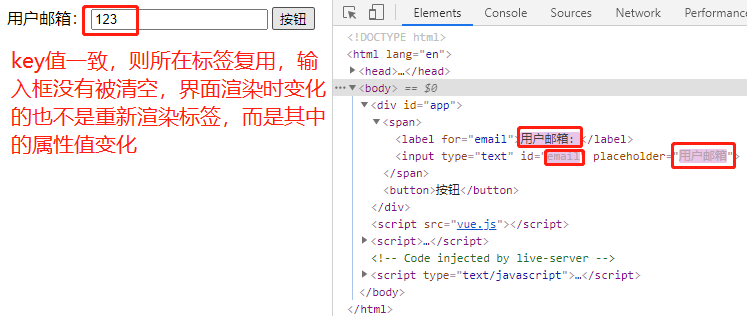 用户邮箱: 123 按钮
key值一致，则所在标签复用，输
入框没有被清空，界面渲染时变化
的也不是重新渲染标签，而是其中
的属性值变化
Elements Console Sources Network Performance
<!DOCTYPE html>
<html lang="en">
<head>…</head>
<body> == $0
<div id="app">
<span>
<label for="email">用户邮箱: </label>
<input type="text" id="email" placeholder="用户邮箱">
</span>
<button>按钮</button>
</div>
<script src="vue.js"></script>
<script>…</script>
<!-- Code injected by live-server -->
<script type="text/javascript">…</script>
</body>
</html>